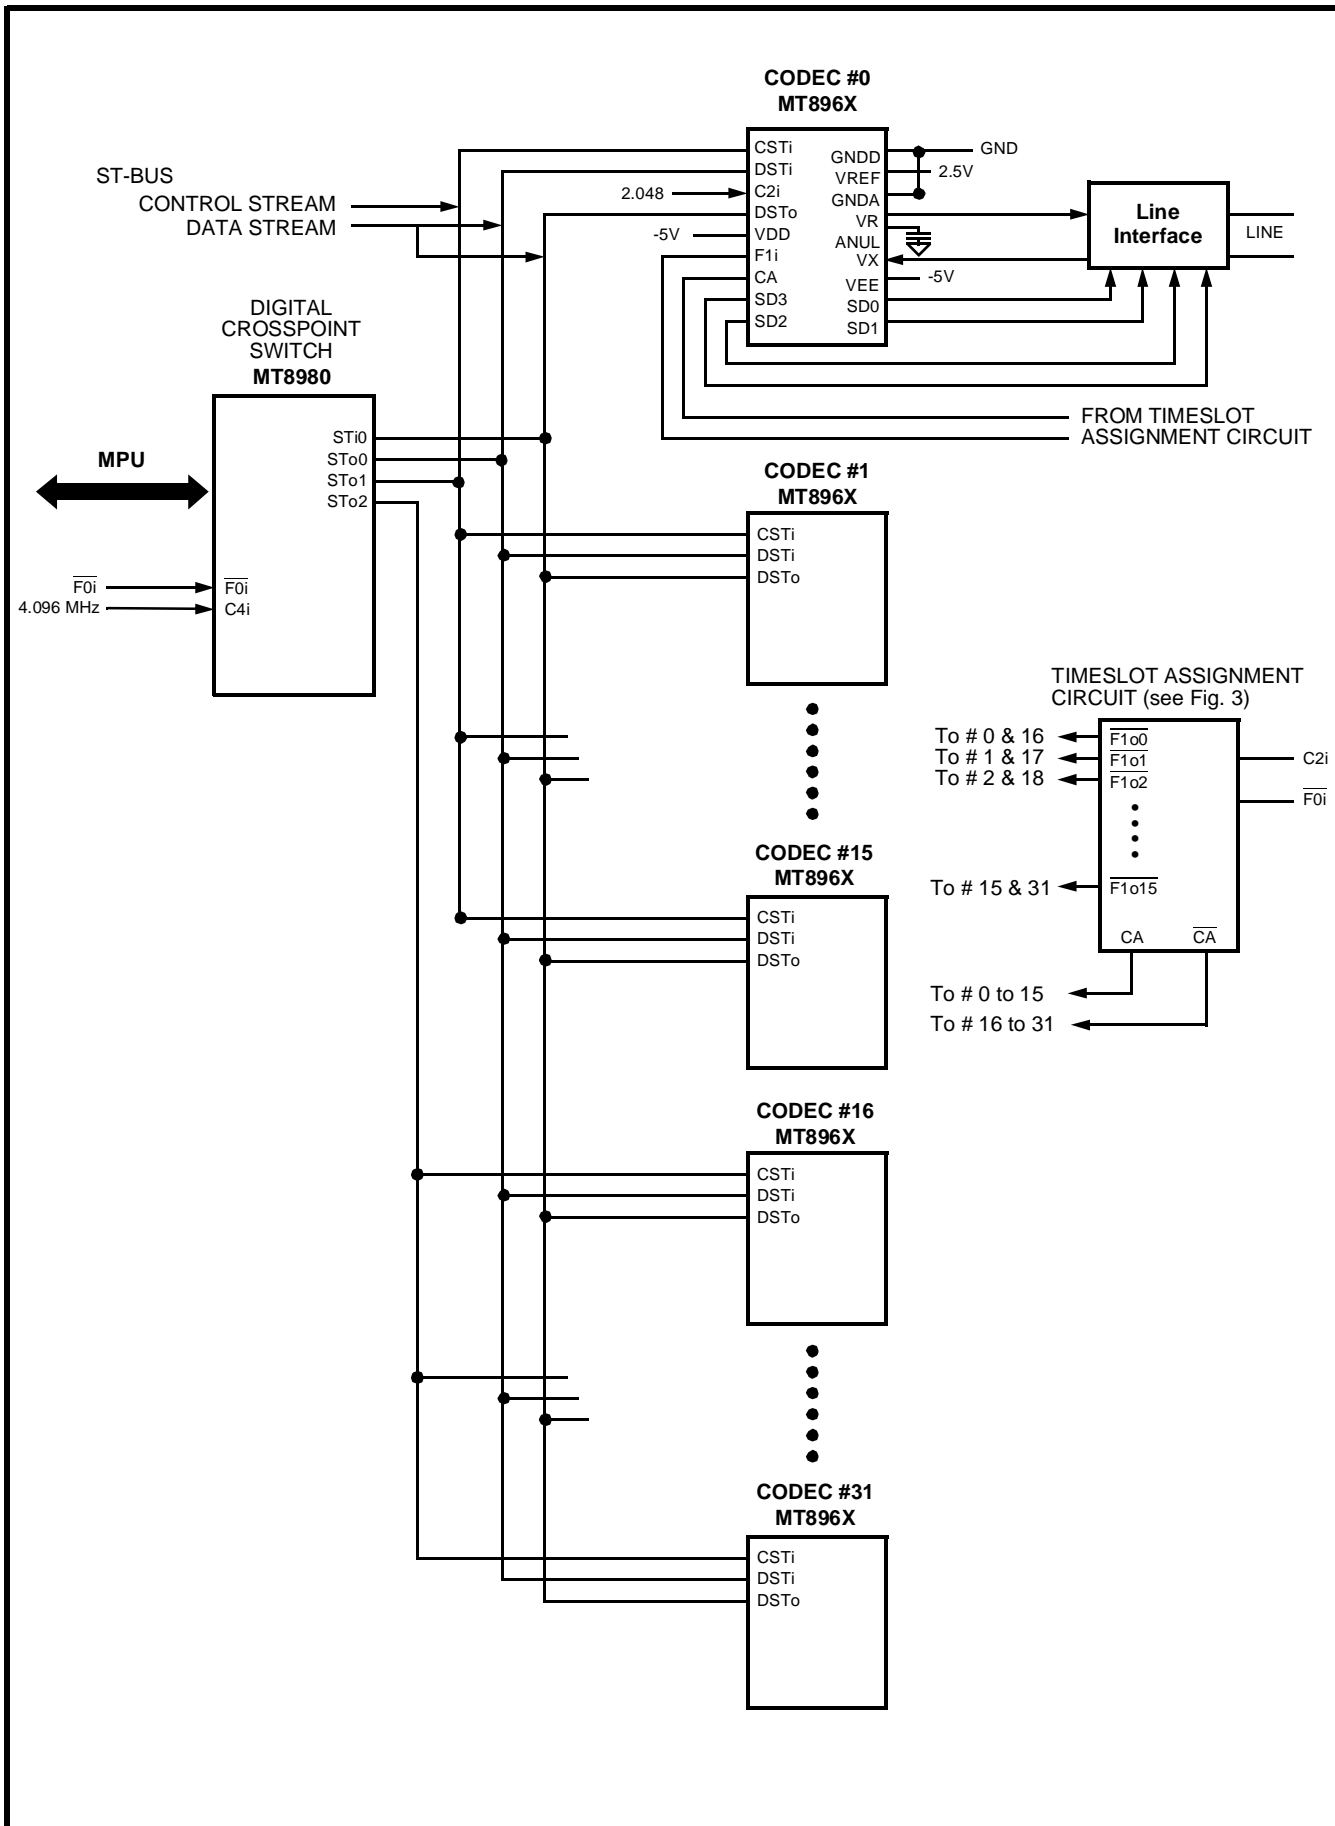 CODEC #0
MT896X
CSTi
DSTi
C2i
DSTo
VDD
F1i
CA
SD3
SD2
GNDD
VREF
GNDA
VR
ANUL
VX
VEE
SD0
SD1
GND
2.5V
2.048
-5V
-5V
Line
Interface
LINE
ST-BUS
CONTROL STREAM
DATA STREAM
FROM TIMESLOT
ASSIGNMENT CIRCUIT
DIGITAL
CROSSPOINT
SWITCH
MT8980
MPU
STi0
STo0
STo1
STo2
F0i
F0i
4.096 MHz
C4i
CODEC #1
MT896X
CSTi
DSTi
DSTo
TIMESLOT ASSIGNMENT
CIRCUIT (see Fig. 3)
To # 0 & 16
F1o0
To # 1 & 17
F1o1
To # 2 & 18
F1o2
C2i
F0i
To # 15 & 31
F1o15
CA
CA
To # 0 to 15
To # 16 to 31
CODEC #15
MT896X
CSTi
DSTi
DSTo
CODEC #16
MT896X
CSTi
DSTi
DSTo
CODEC #31
MT896X
CSTi
DSTi
DSTo